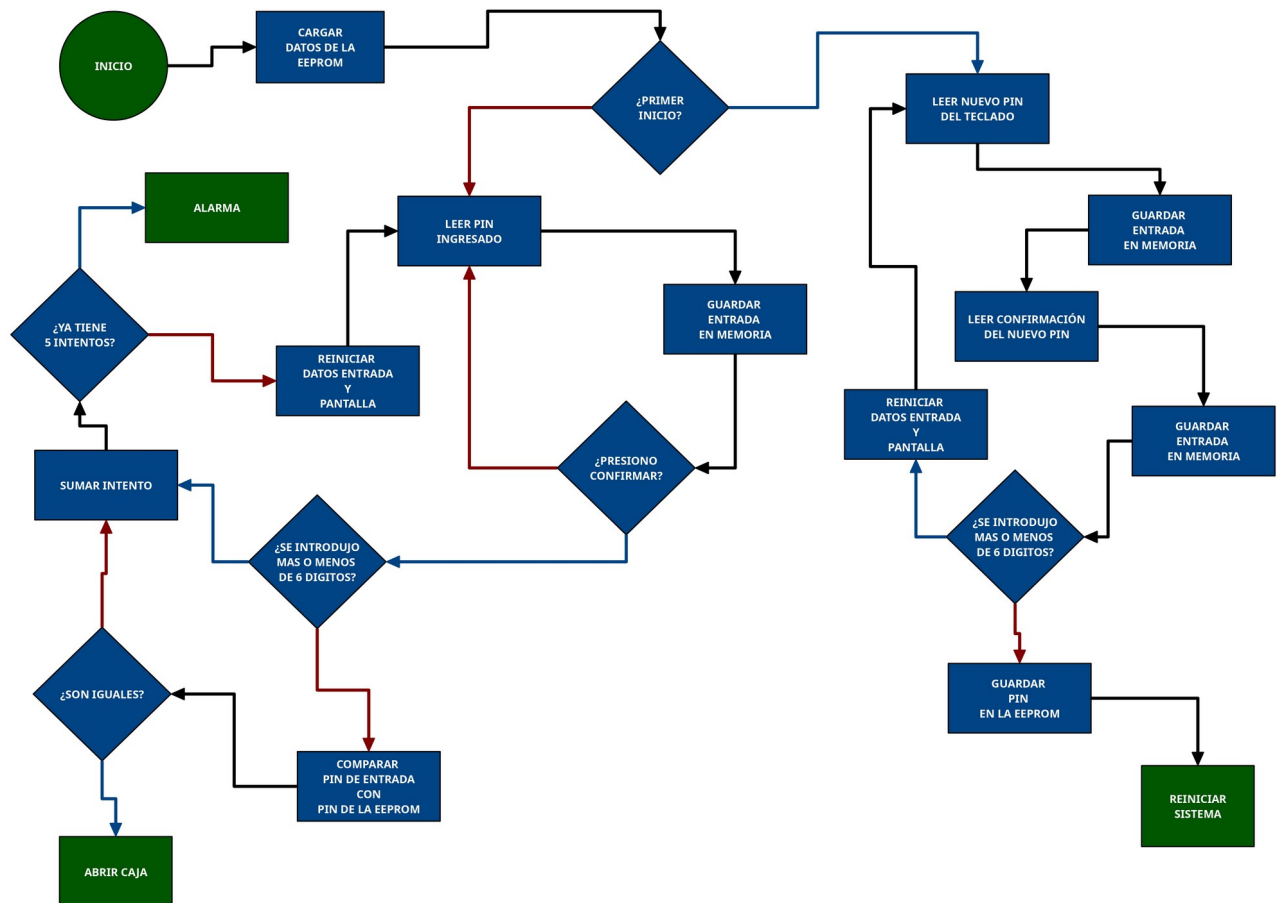 INICIO
CARGAR
DATOS DE LA
EEPROM
¿PRIMER
INICIO?
LEER NUEVO PIN
DEL TECLADO
ALARMA
LEER PIN
INGRESADO
GUARDAR
ENTRADA
EN MEMORIA
GUARDAR
ENTRADA
EN MEMORIA
LEER CONFIRMACIÓN
DEL NUEVO PIN
¿YA TIENE
5 INTENTOS?
REINICIAR
DATOS ENTRADA
Y
PANTALLA
REINICIAR
DATOS ENTRADA
Y
PANTALLA
GUARDAR
ENTRADA
EN MEMORIA
¿PRESIONO
CONFIRMAR?
SUMAR INTENTO
¿SE INTRODUJO
MAS O MENOS
DE 6 DIGITOS?
¿SE INTRODUJO
MAS O MENOS
DE 6 DIGITOS?
¿SON IGUALES?
GUARDAR
PIN
EN LA EEPROM
COMPARAR
PIN DE ENTRADA
CON
PIN DE LA EEPROM
REINICIAR
SISTEMA
ABRIR CAJA